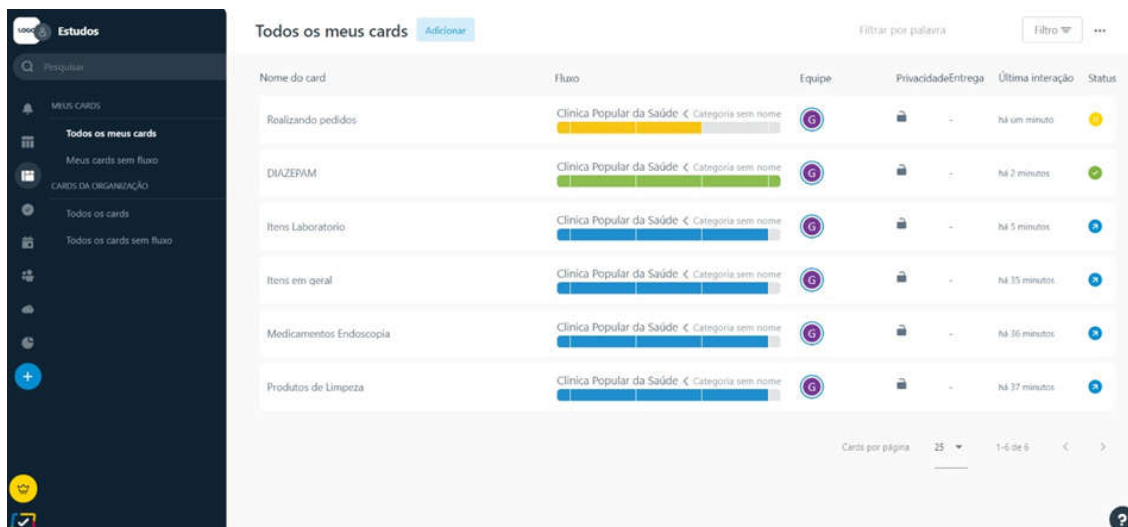 LOGO Estudos
Todos os meus cards Adicionar
Filtrar por palavra
Filtro
Pesquisar
MEUS CARDS
Todos os meus cards
Meus cards sem fluxo
CARDS DA ORGANIZAÇÃO
Todos os cards
Todos os cards sem fluxo
Nome do card Fluxo Equipe Privacidade Entrega Última interação Status
Realizando pedidos Clínica Popular da Saúde Categoria sem nome G - há um minuto
DIAZEPAM Clínica Popular da Saúde Categoria sem nome G - há 2 minutos
Itens Laboratorio Clínica Popular da Saúde Categoria sem nome G - há 5 minutos
Itens em geral Clínica Popular da Saúde Categoria sem nome G - há 35 minutos
Medicamentos Endoscopia Clínica Popular da Saúde Categoria sem nome G - há 36 minutos
Produtos de Limpeza Clínica Popular da Saúde Categoria sem nome G - há 37 minutos
Cards por página 25 1-6 de 6
?